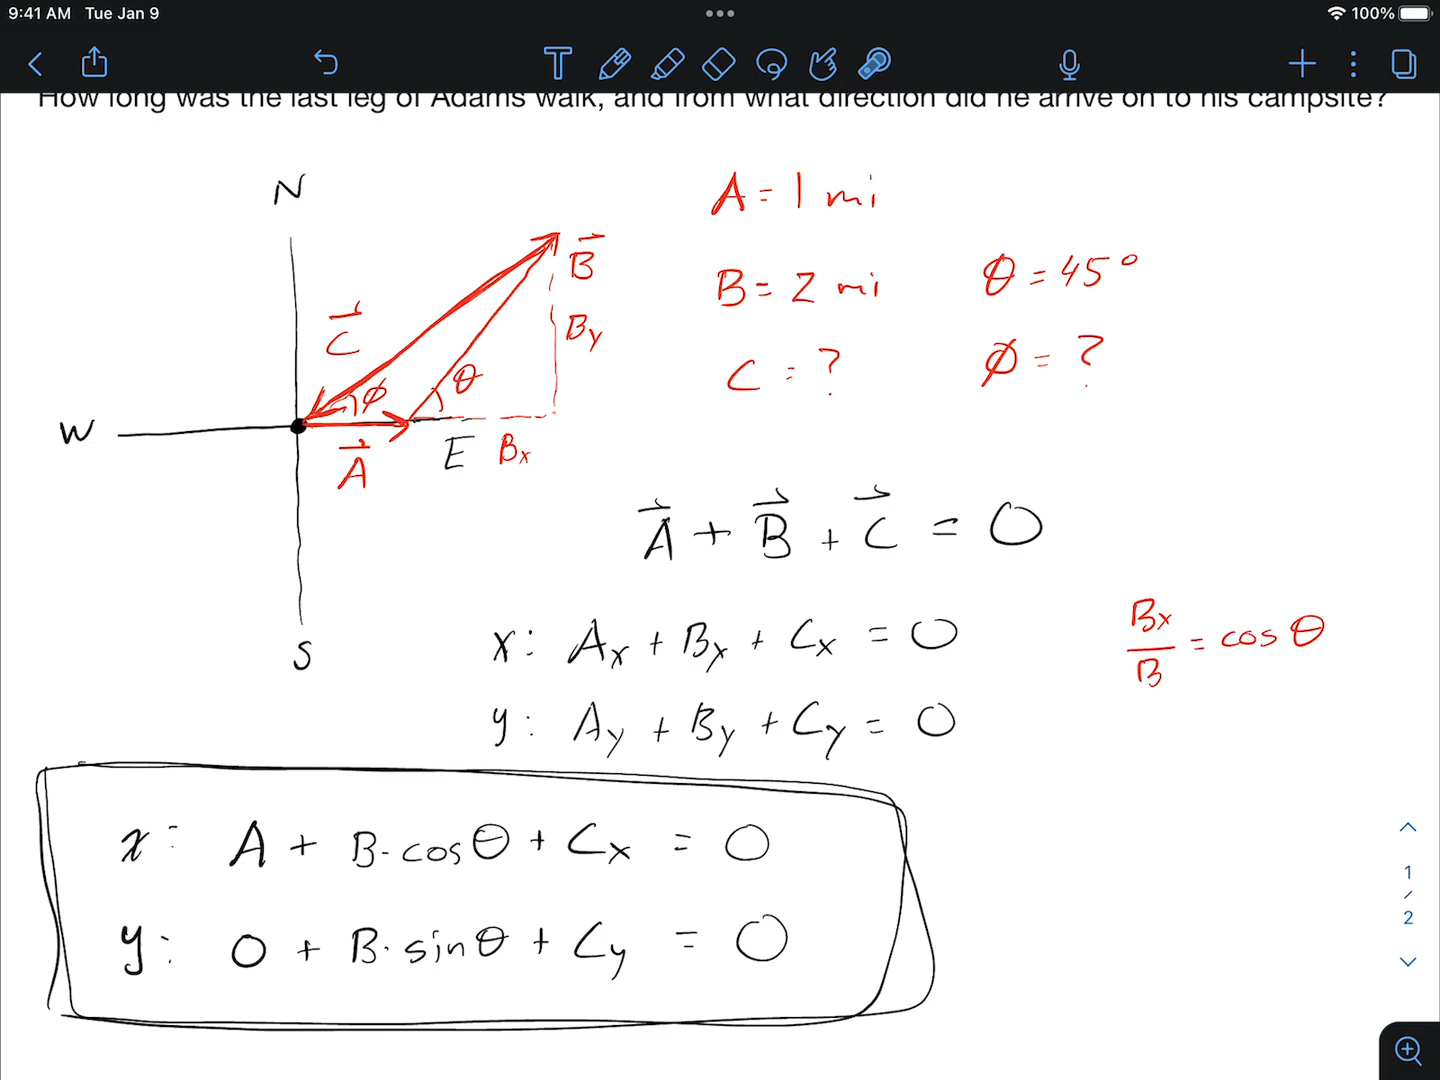 9:41 AM Tue Jan 9
100%
How long was the last leg of Adams walk, and from what direction did he arrive on to his campsite?
N
A = 1 mi
B⃗
B = 2 mi
θ = 45°
C⃗
By
C = ?
ϕ = ?
ϕ
θ
W
A⃗
E
Bx
A⃗ + B⃗ + C⃗ = 0
S
x: Ax + Bx + Cx = 0
Bx/B = cos θ
y: Ay + By + Cy = 0
x: A + B·cosθ + Cx = 0
y: 0 + B·sinθ + Cy = 0
1
/
2